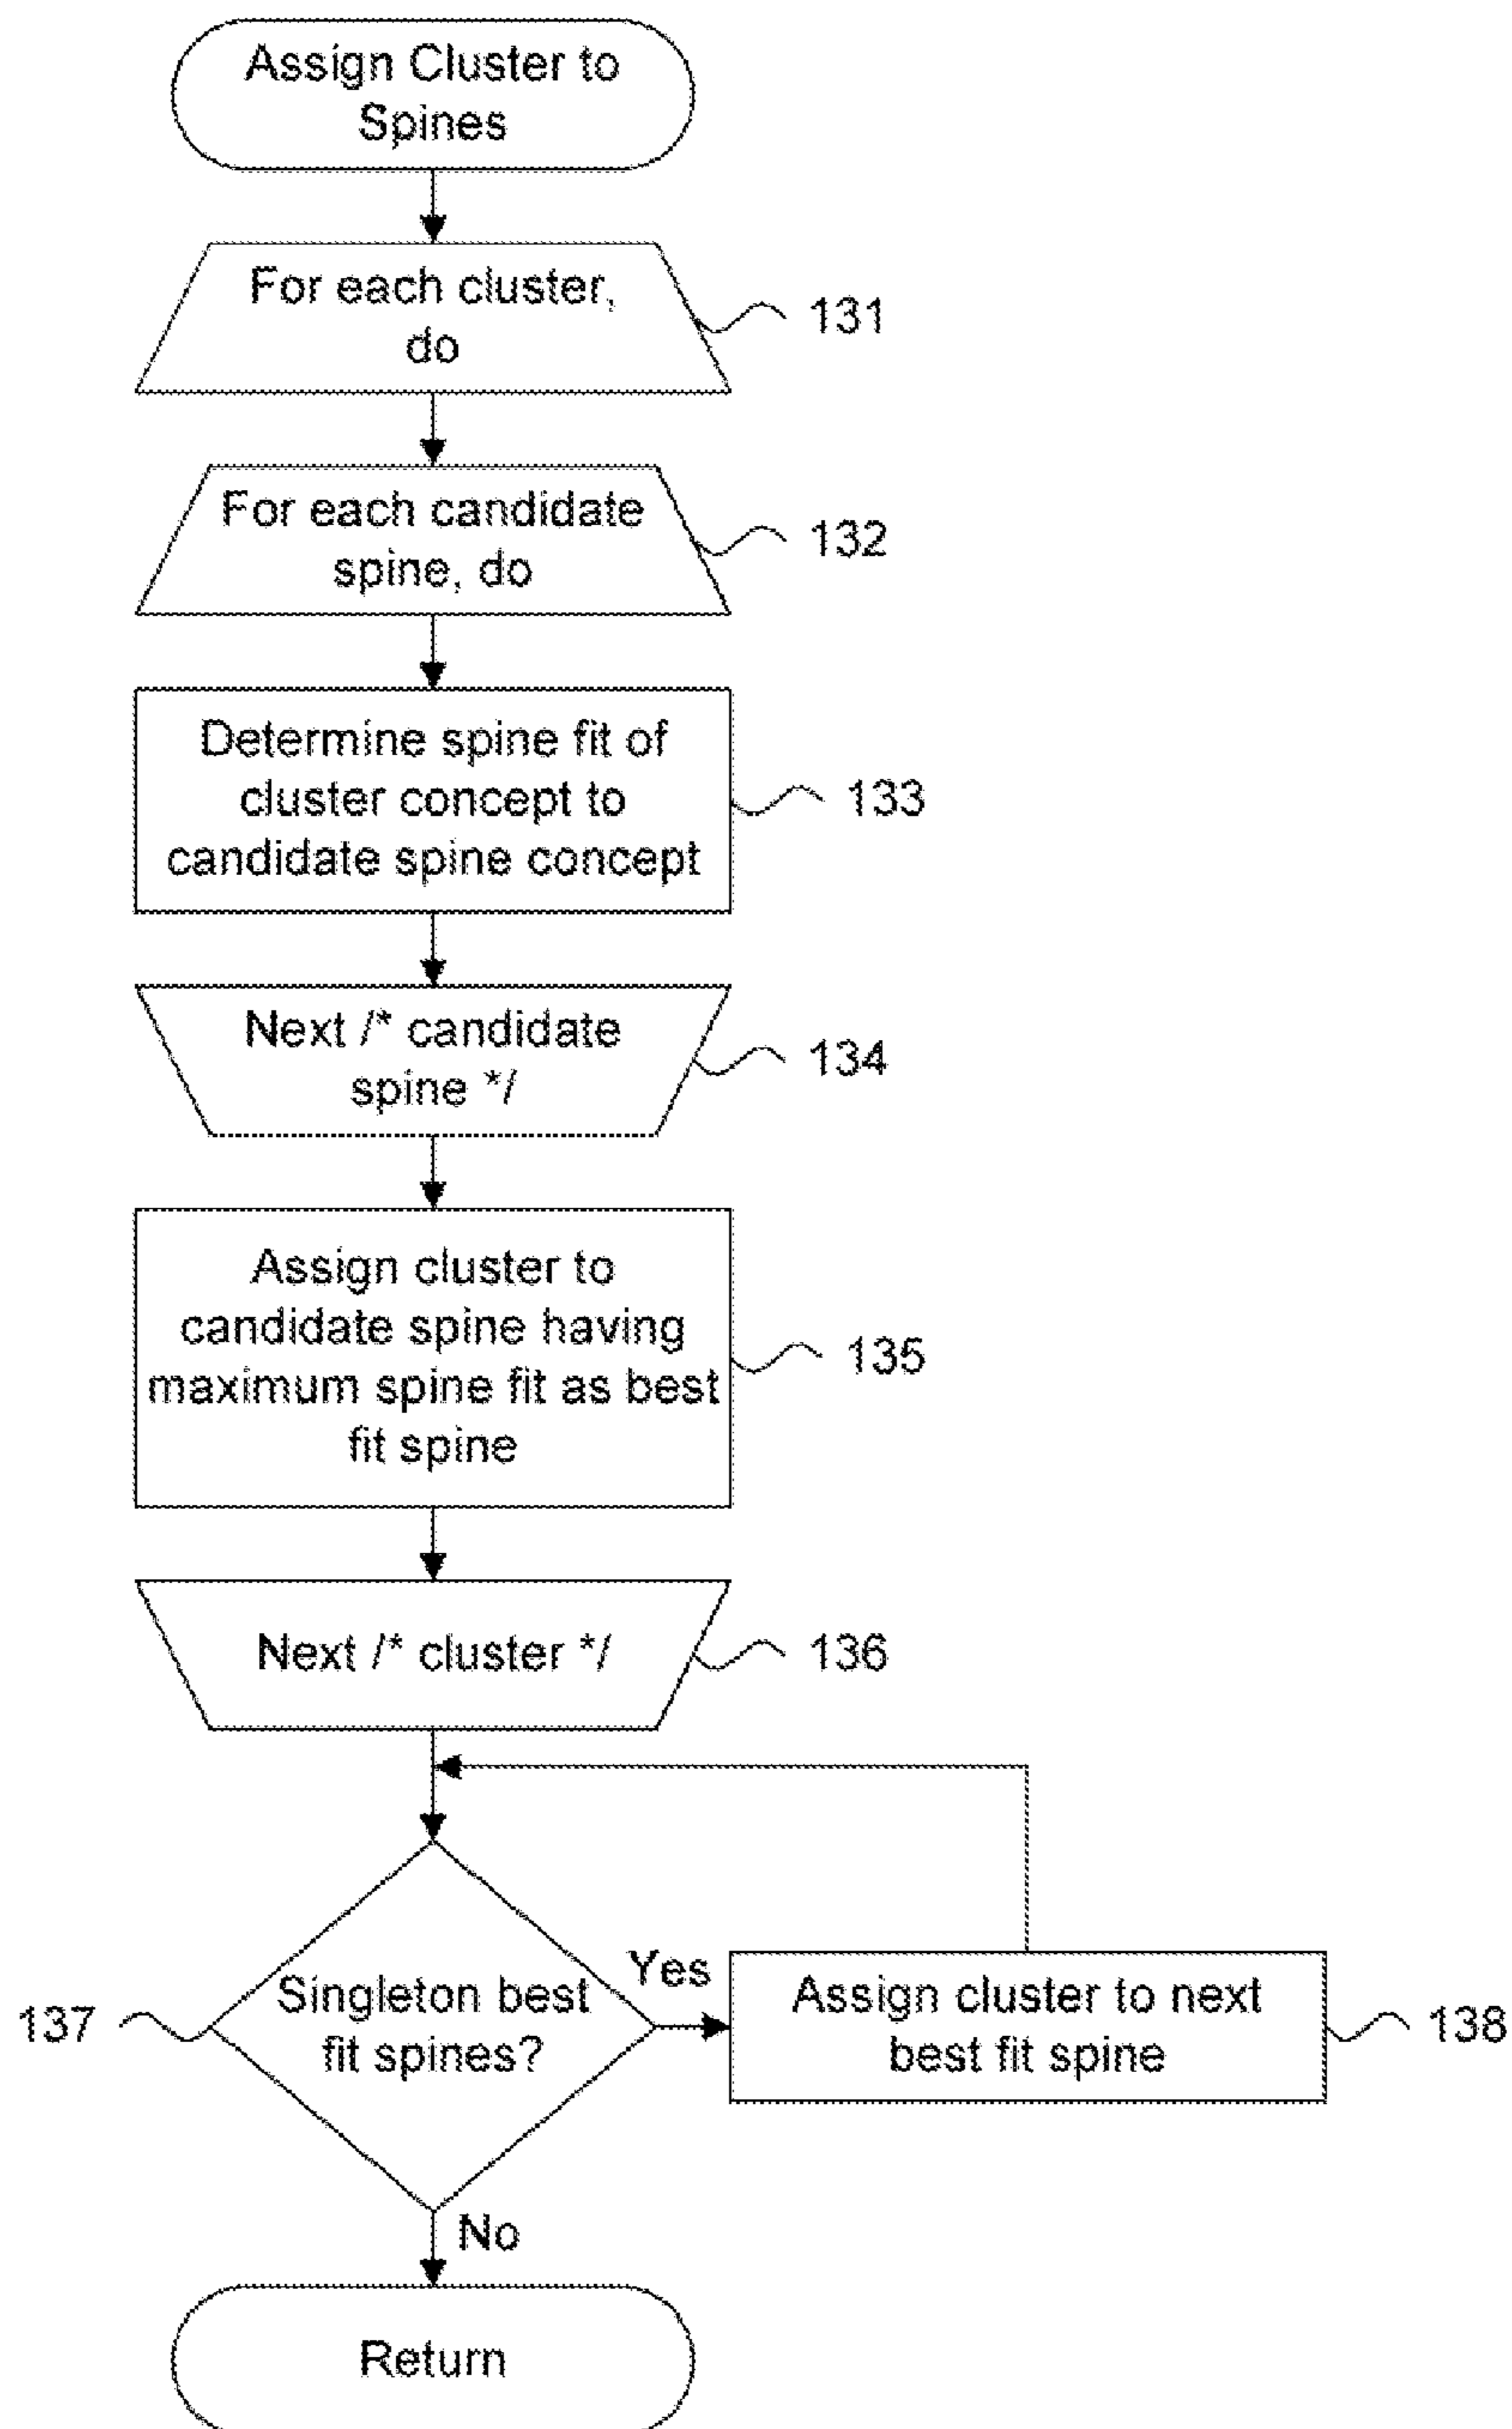 Assign Cluster to
Spines
For each cluster,
do
131
For each candidate
spine, do
132
Determine spine fit of
cluster concept to
candidate spine concept
133
Next /* candidate
spine */
134
Assign cluster to
candidate spine having
maximum spine fit as best
fit spine
135
Next /* cluster */
136
137
Singleton best
fit spines?
Yes
Assign cluster to next
best fit spine
138
No
Return